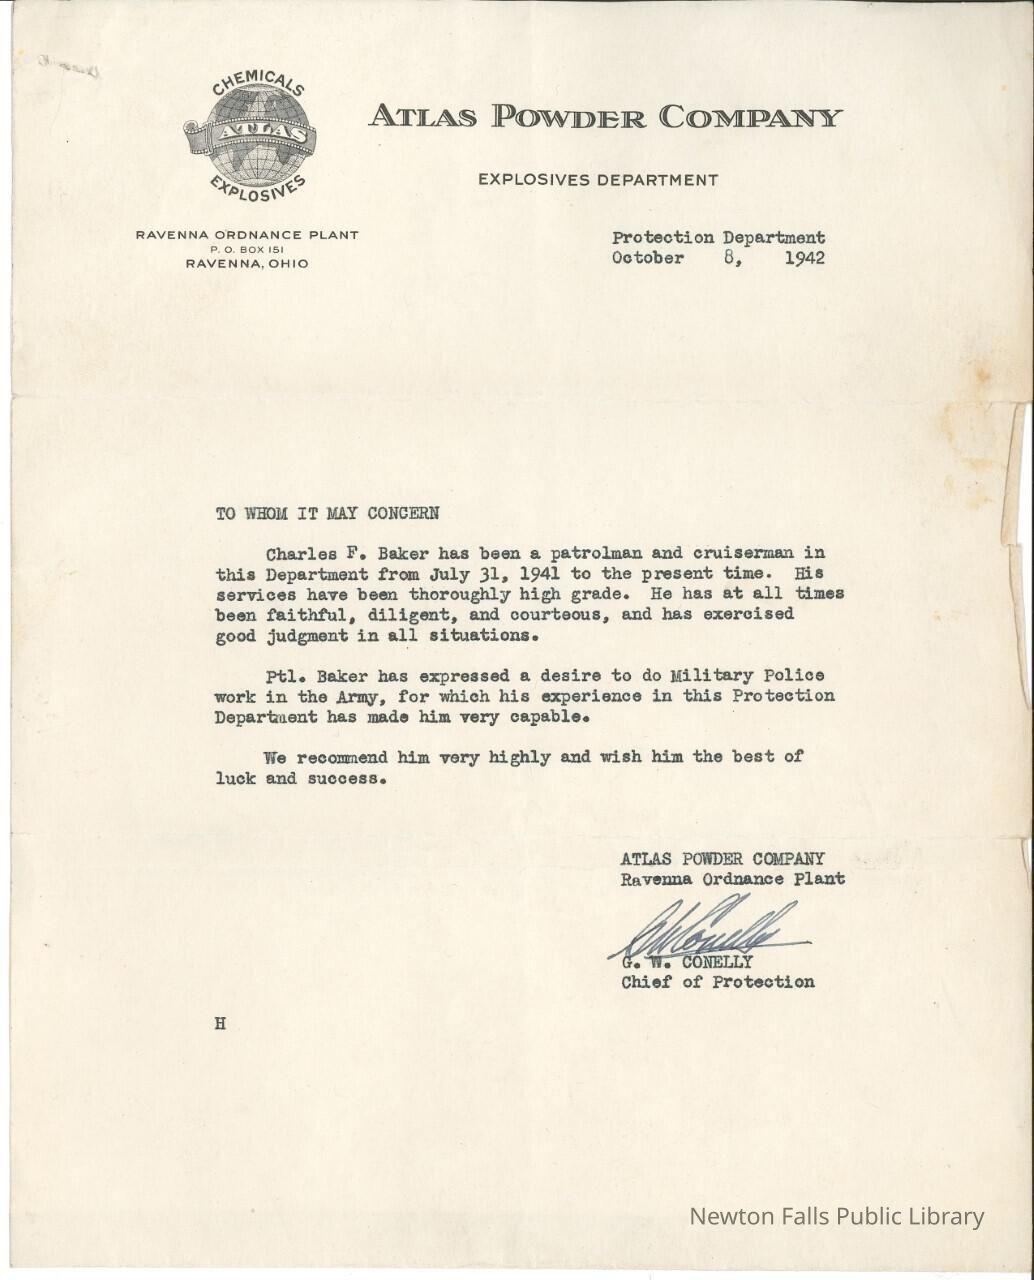 CHEMICALS
ATLAS
EXPLOSIVES
ATLAS POWDER COMPANY
EXPLOSIVES DEPARTMENT
RAVENNA ORDNANCE PLANT
P. O. BOX 151
RAVENNA, OHIO
Protection Department
October 8, 1942
TO WHOM IT MAY CONCERN
Charles F. Baker has been a patrolman and cruiserman in
this Department from July 31, 1941 to the present time. His
services have been thoroughly high grade. He has at all times
been faithful, diligent, and courteous, and has exercised
good judgment in all situations.
Ptl. Baker has expressed a desire to do Military Police
work in the Army, for which his experience in this Protection
Department has made him very capable.
We recommend him very highly and wish him the best of
luck and success.
ATLAS POWDER COMPANY
Ravenna Ordnance Plant
G W Conelly
G. W. CONELLY
Chief of Protection
H
Newton Falls Public Library